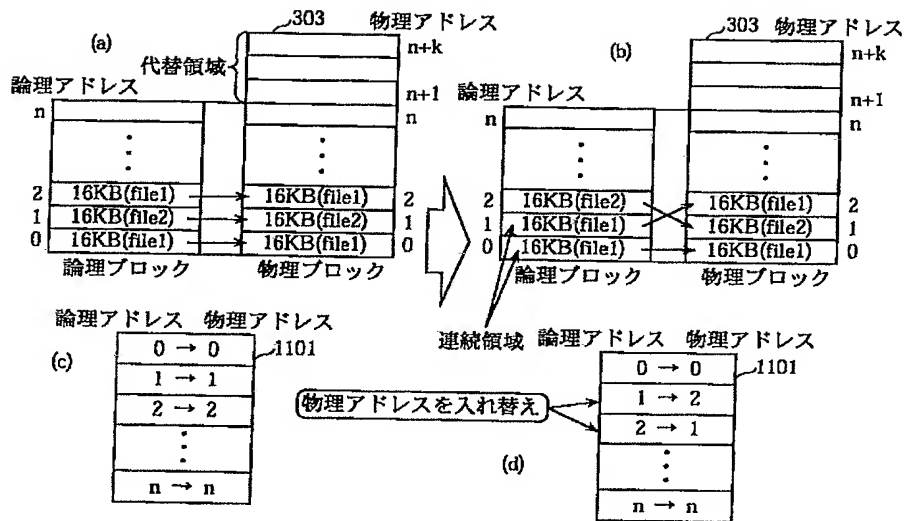 (a)
303
物理アドレス
n+k
代替領域
論理アドレス
n+1
n
n
2
16KB(file1)
16KB(file1)
2
1
16KB(file2)
16KB(file2)
1
0
16KB(file1)
16KB(file1)
0
論理ブロック
物理ブロック
(b)
303
物理アドレス
n+k
論理アドレス
n+1
n
n
2
16KB(file2)
16KB(file1)
2
1
16KB(file1)
16KB(file2)
1
0
16KB(file1)
16KB(file1)
0
論理ブロック
物理ブロック
連続領域
(c)
論理アドレス
物理アドレス
1101
0 → 0
1 → 1
2 → 2
n → n
物理アドレスを入れ替え
(d)
論理アドレス
物理アドレス
1101
0 → 0
1 → 2
2 → 1
n → n